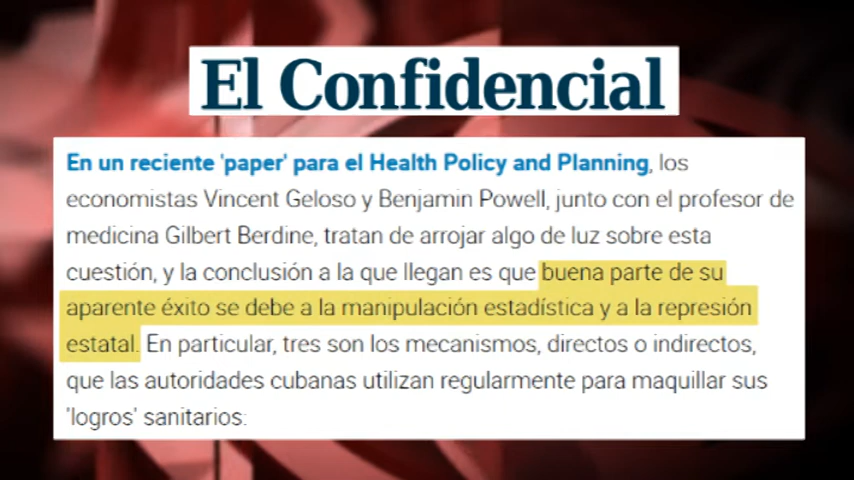 El Confidencial
En un reciente 'paper' para el Health Policy and Planning, los
economistas Vincent Geloso y Benjamin Powell, junto con el profesor de
medicina Gilbert Berdine, tratan de arrojar algo de luz sobre esta
cuestión, y la conclusión a la que llegan es que buena parte de su
aparente éxito se debe a la manipulación estadística y a la represión
estatal. En particular, tres son los mecanismos, directos o indirectos,
que las autoridades cubanas utilizan regularmente para maquillar sus
'logros' sanitarios: